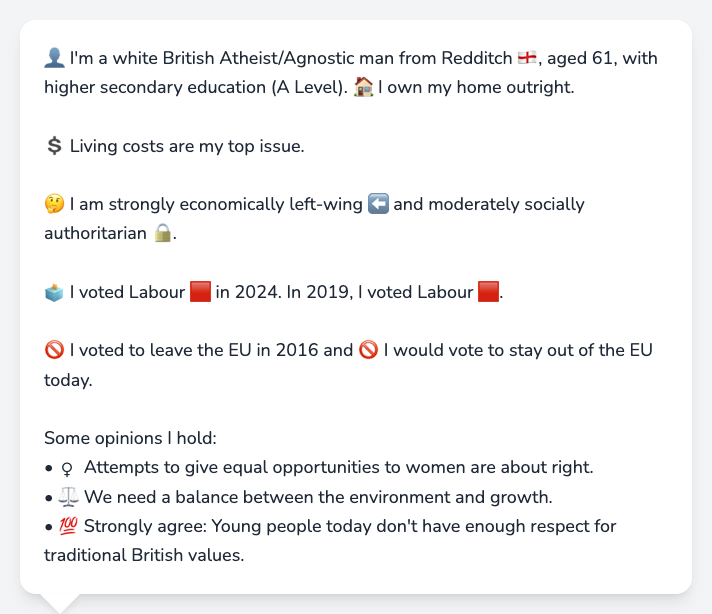 👤 I'm a white British Atheist/Agnostic man from Redditch 🏴󠁧󠁢󠁥󠁮󠁧󠁿, aged 61, with
higher secondary education (A Level). 🏠 I own my home outright.
💲 Living costs are my top issue.
🤔 I am strongly economically left-wing ⬅️ and moderately socially
authoritarian 🔒.
🗳️ I voted Labour 🟥 in 2024. In 2019, I voted Labour 🟥.
🚫 I voted to leave the EU in 2016 and 🚫 I would vote to stay out of the EU
today.
Some opinions I hold:
• ♀ Attempts to give equal opportunities to women are about right.
• ⚖️ We need a balance between the environment and growth.
• 💯 Strongly agree: Young people today don't have enough respect for
traditional British values.